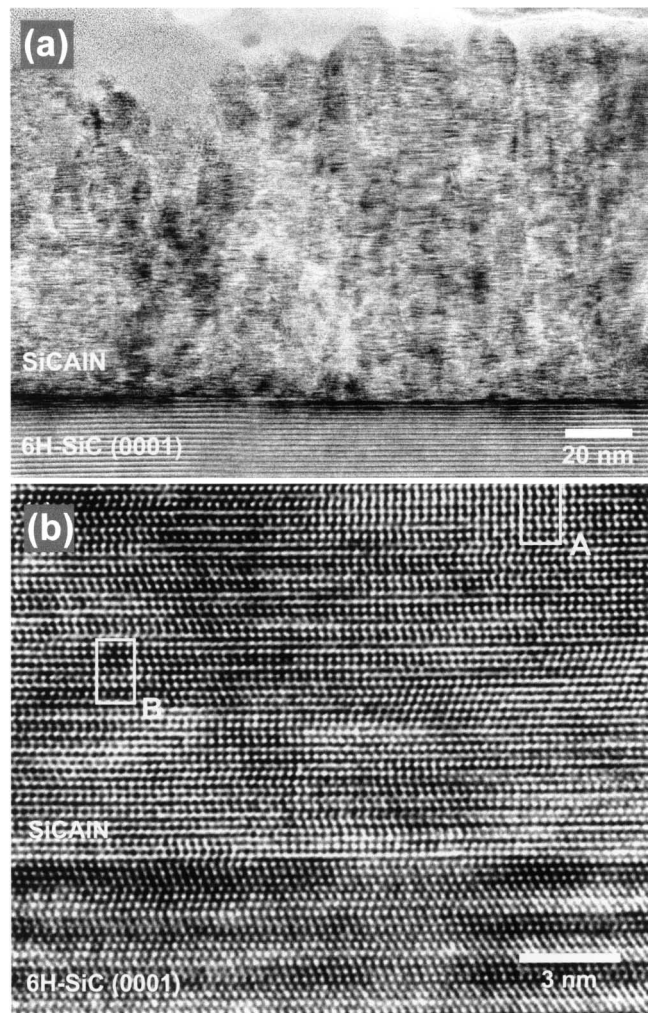 (a)
SiCAlN
6H-SiC (0001)
20 nm
(b)
A
B
SiCAlN
6H-SiC (0001)
3 nm